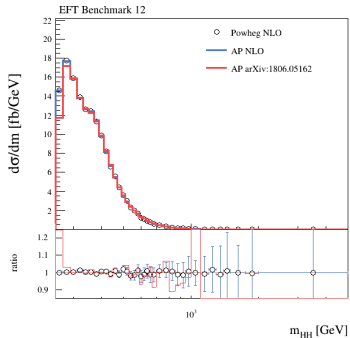 EFT Benchmark 12
Powheg NLO
AP NLO
AP arXiv:1806.05162
dσ/dm [fb/GeV]
22
20
18
16
14
12
10
8
6
4
2
ratio
1.2
1.1
1
0.9
10³
m_HH [GeV]